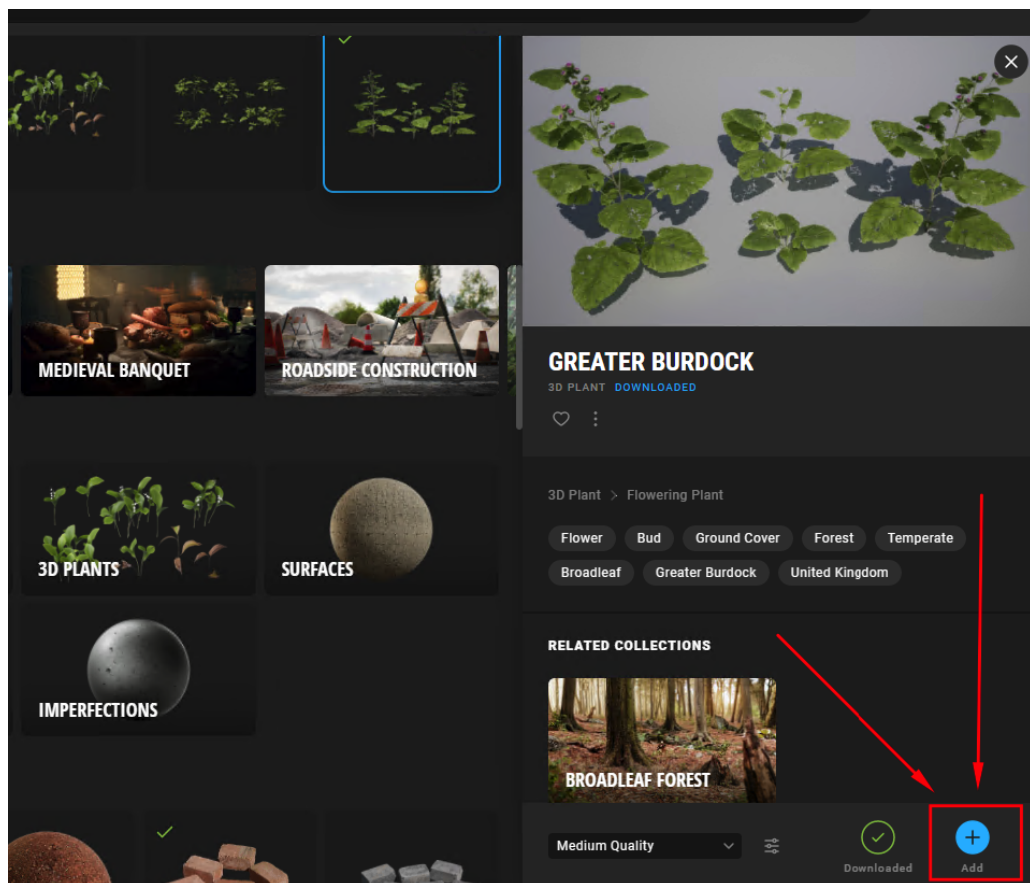 MEDIEVAL BANQUET
ROADSIDE CONSTRUCTION
3D PLANTS
SURFACES
IMPERFECTIONS
GREATER BURDOCK
3D PLANT DOWNLOADED
3D Plant > Flowering Plant
Flower Bud Ground Cover Forest Temperate
Broadleaf Greater Burdock United Kingdom
RELATED COLLECTIONS
BROADLEAF FOREST
Medium Quality
Downloaded
Add